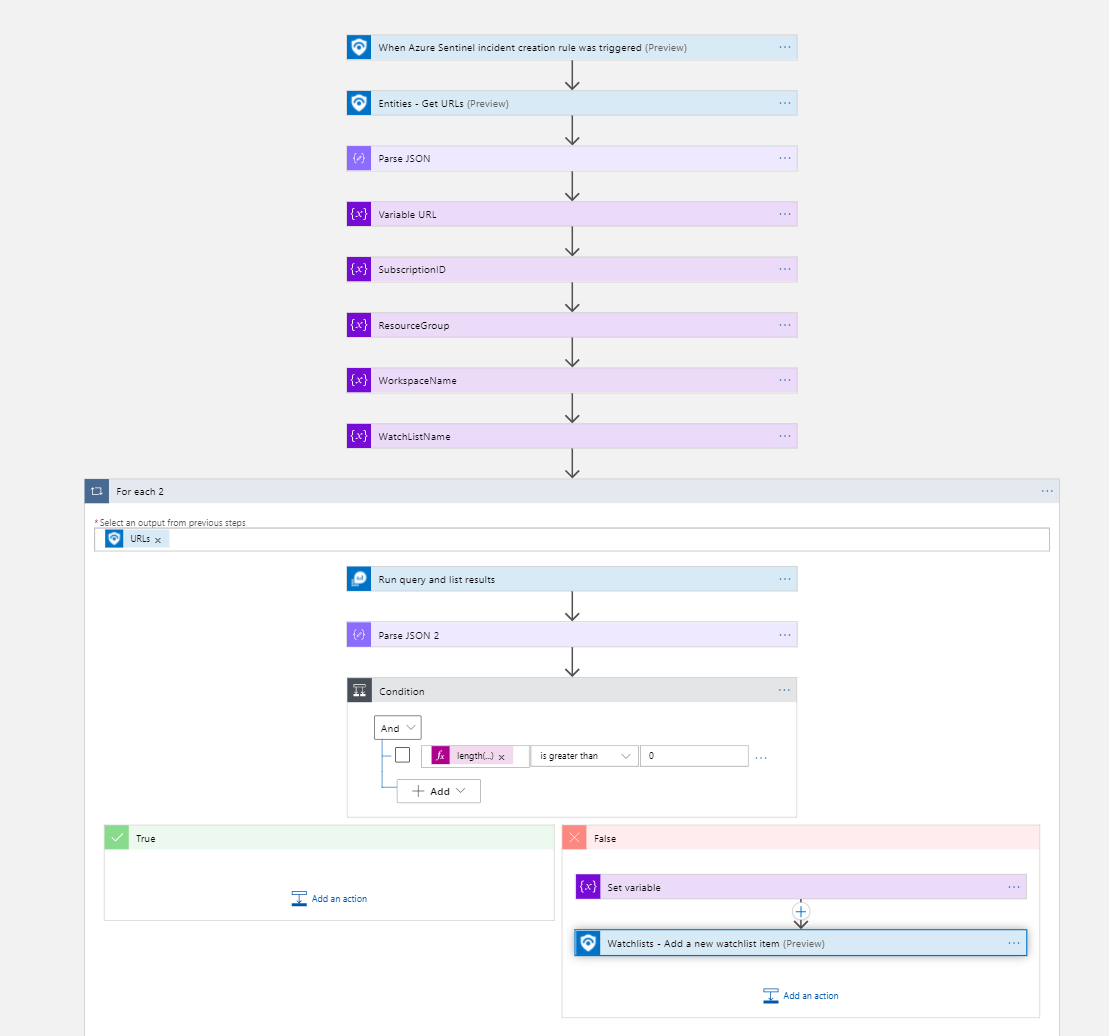 When Azure Sentinel incident creation rule was triggered (Preview)
Entities - Get URLs (Preview)
Parse JSON
Variable URL
SubscriptionID
ResourceGroup
WorkspaceName
WatchListName
For each 2
* Select an output from previous steps
URLs x
Run query and list results
Parse JSON 2
Condition
And
fx length(...) x is greater than 0
Add
True
False
Add an action
Set variable
Watchlists - Add a new watchlist item (Preview)
Add an action